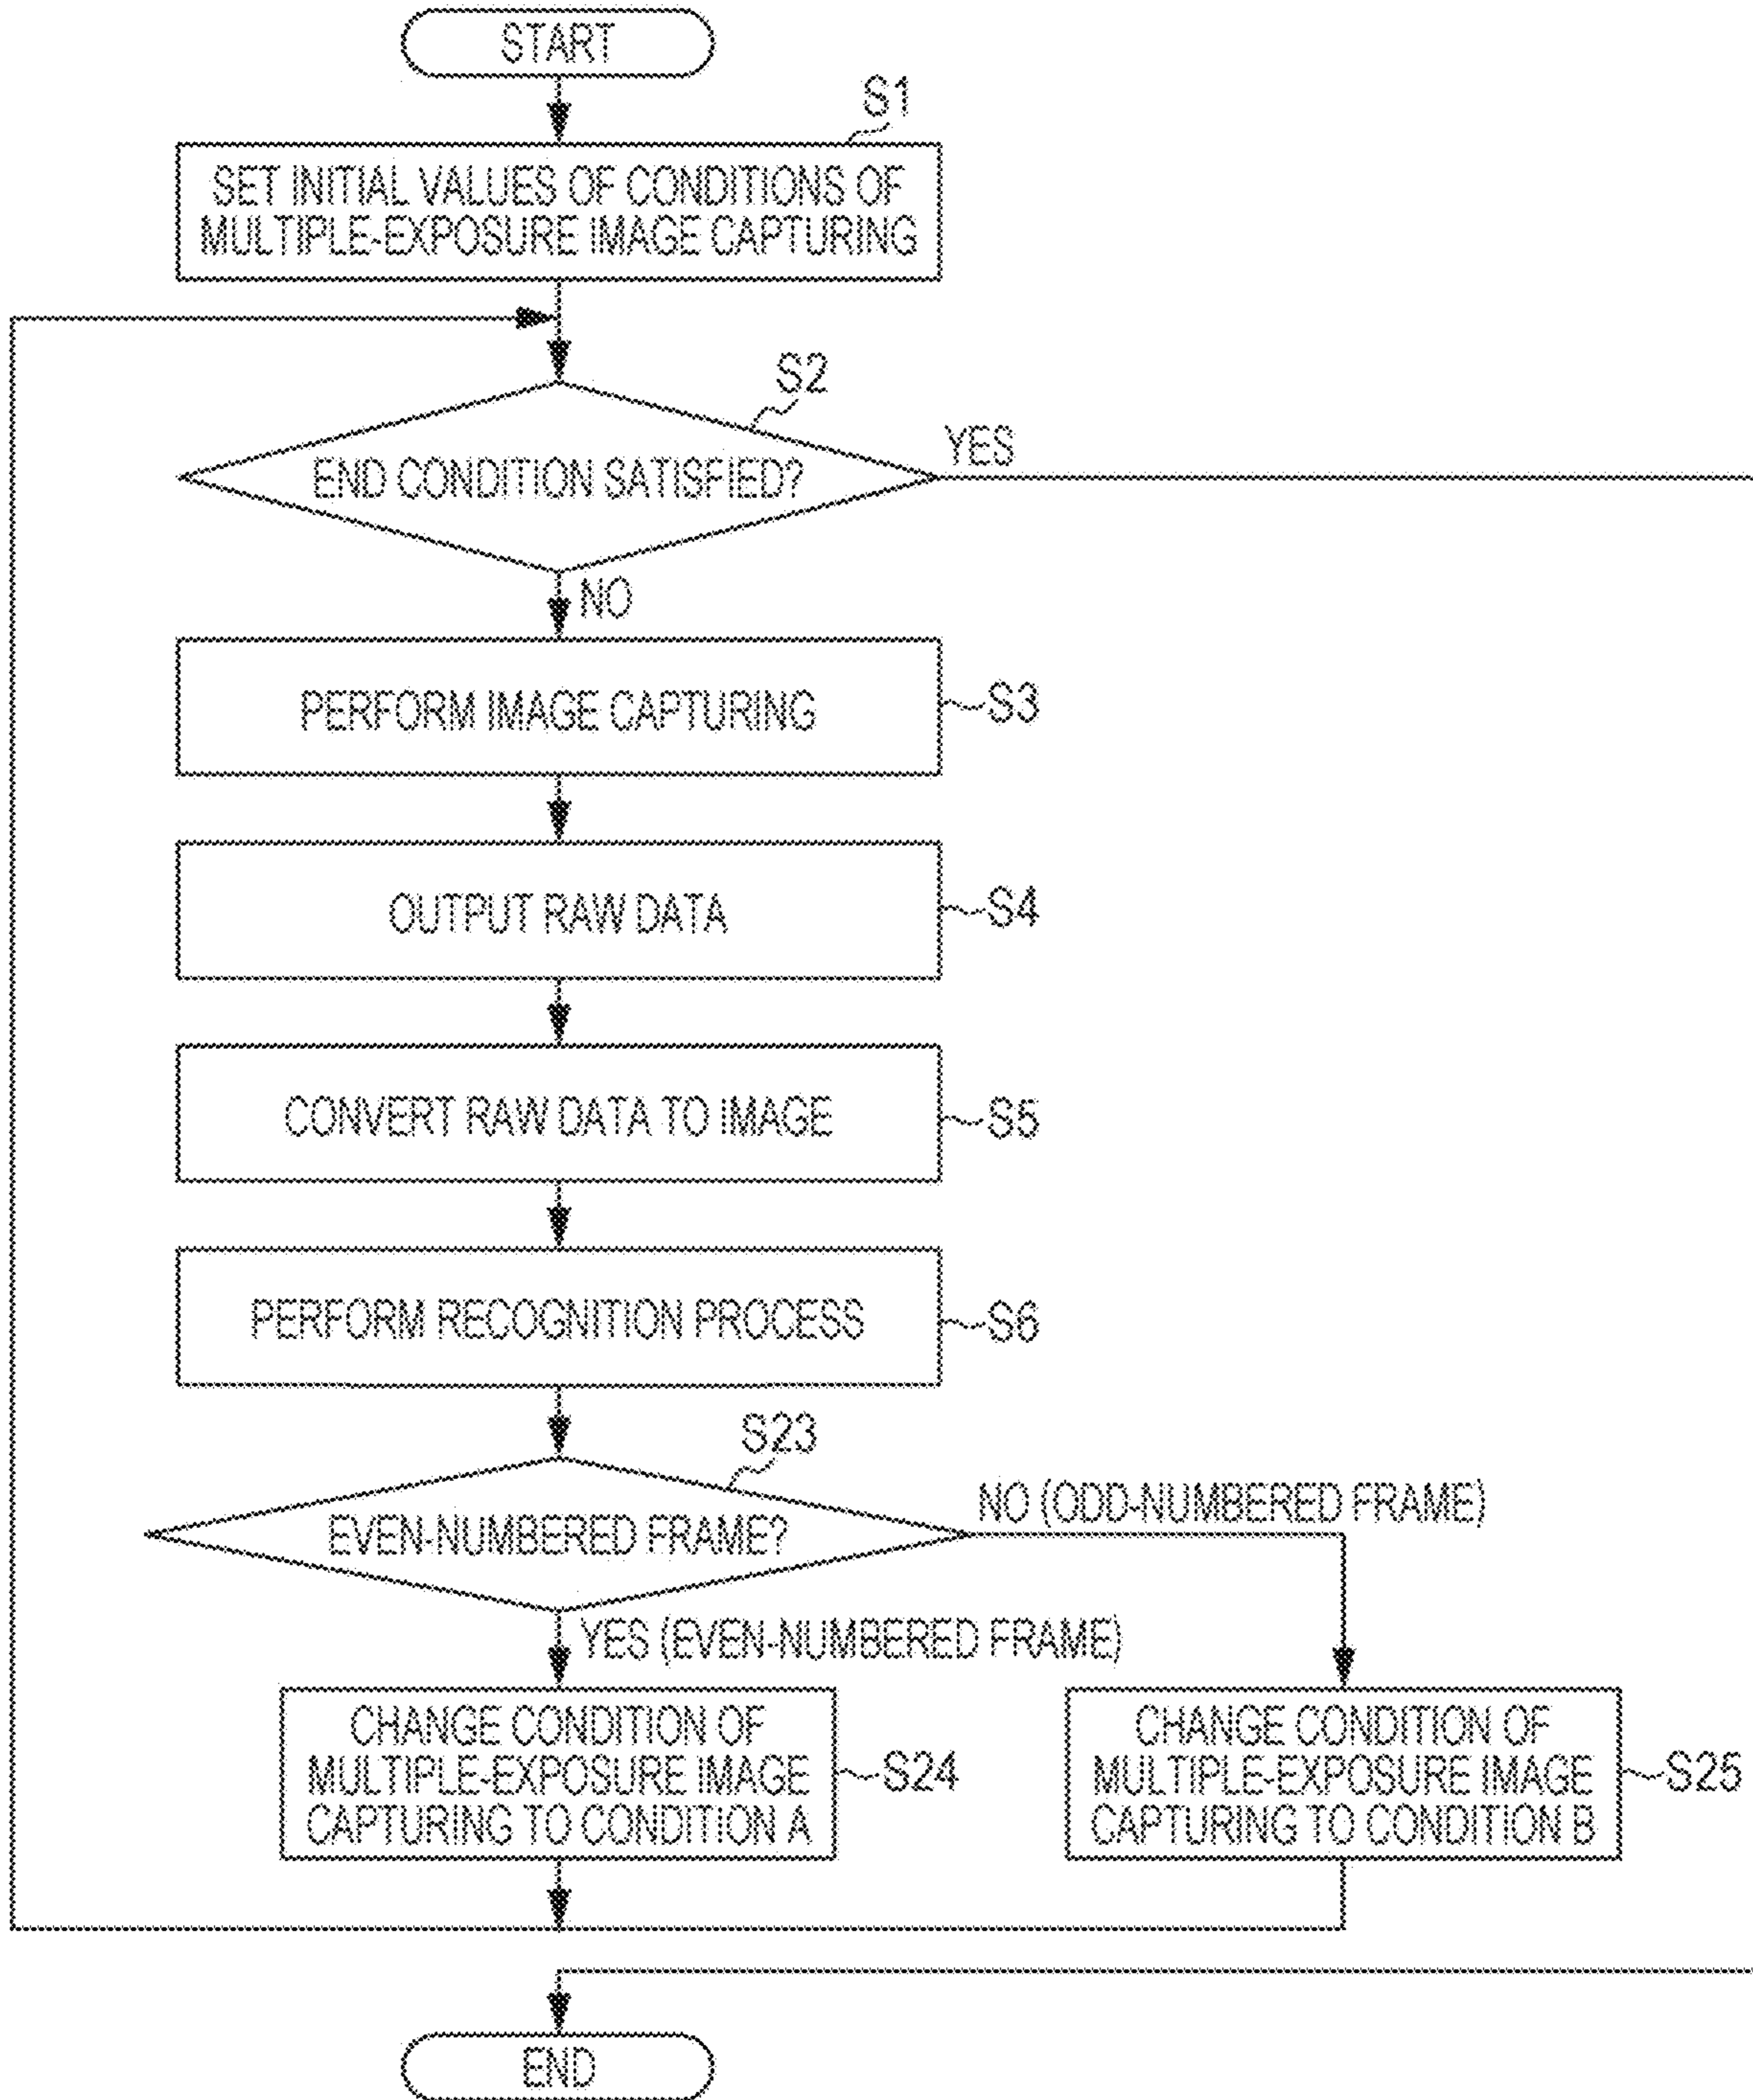 START
S1
SET INITIAL VALUES OF CONDITIONS OF
MULTIPLE-EXPOSURE IMAGE CAPTURING
S2
END CONDITION SATISFIED?
YES
NO
PERFORM IMAGE CAPTURING
S3
OUTPUT RAW DATA
S4
CONVERT RAW DATA TO IMAGE
S5
PERFORM RECOGNITION PROCESS
S6
S23
EVEN-NUMBERED FRAME?
NO (ODD-NUMBERED FRAME)
YES (EVEN-NUMBERED FRAME)
CHANGE CONDITION OF
MULTIPLE-EXPOSURE IMAGE
CAPTURING TO CONDITION A
S24
CHANGE CONDITION OF
MULTIPLE-EXPOSURE IMAGE
CAPTURING TO CONDITION B
S25
END